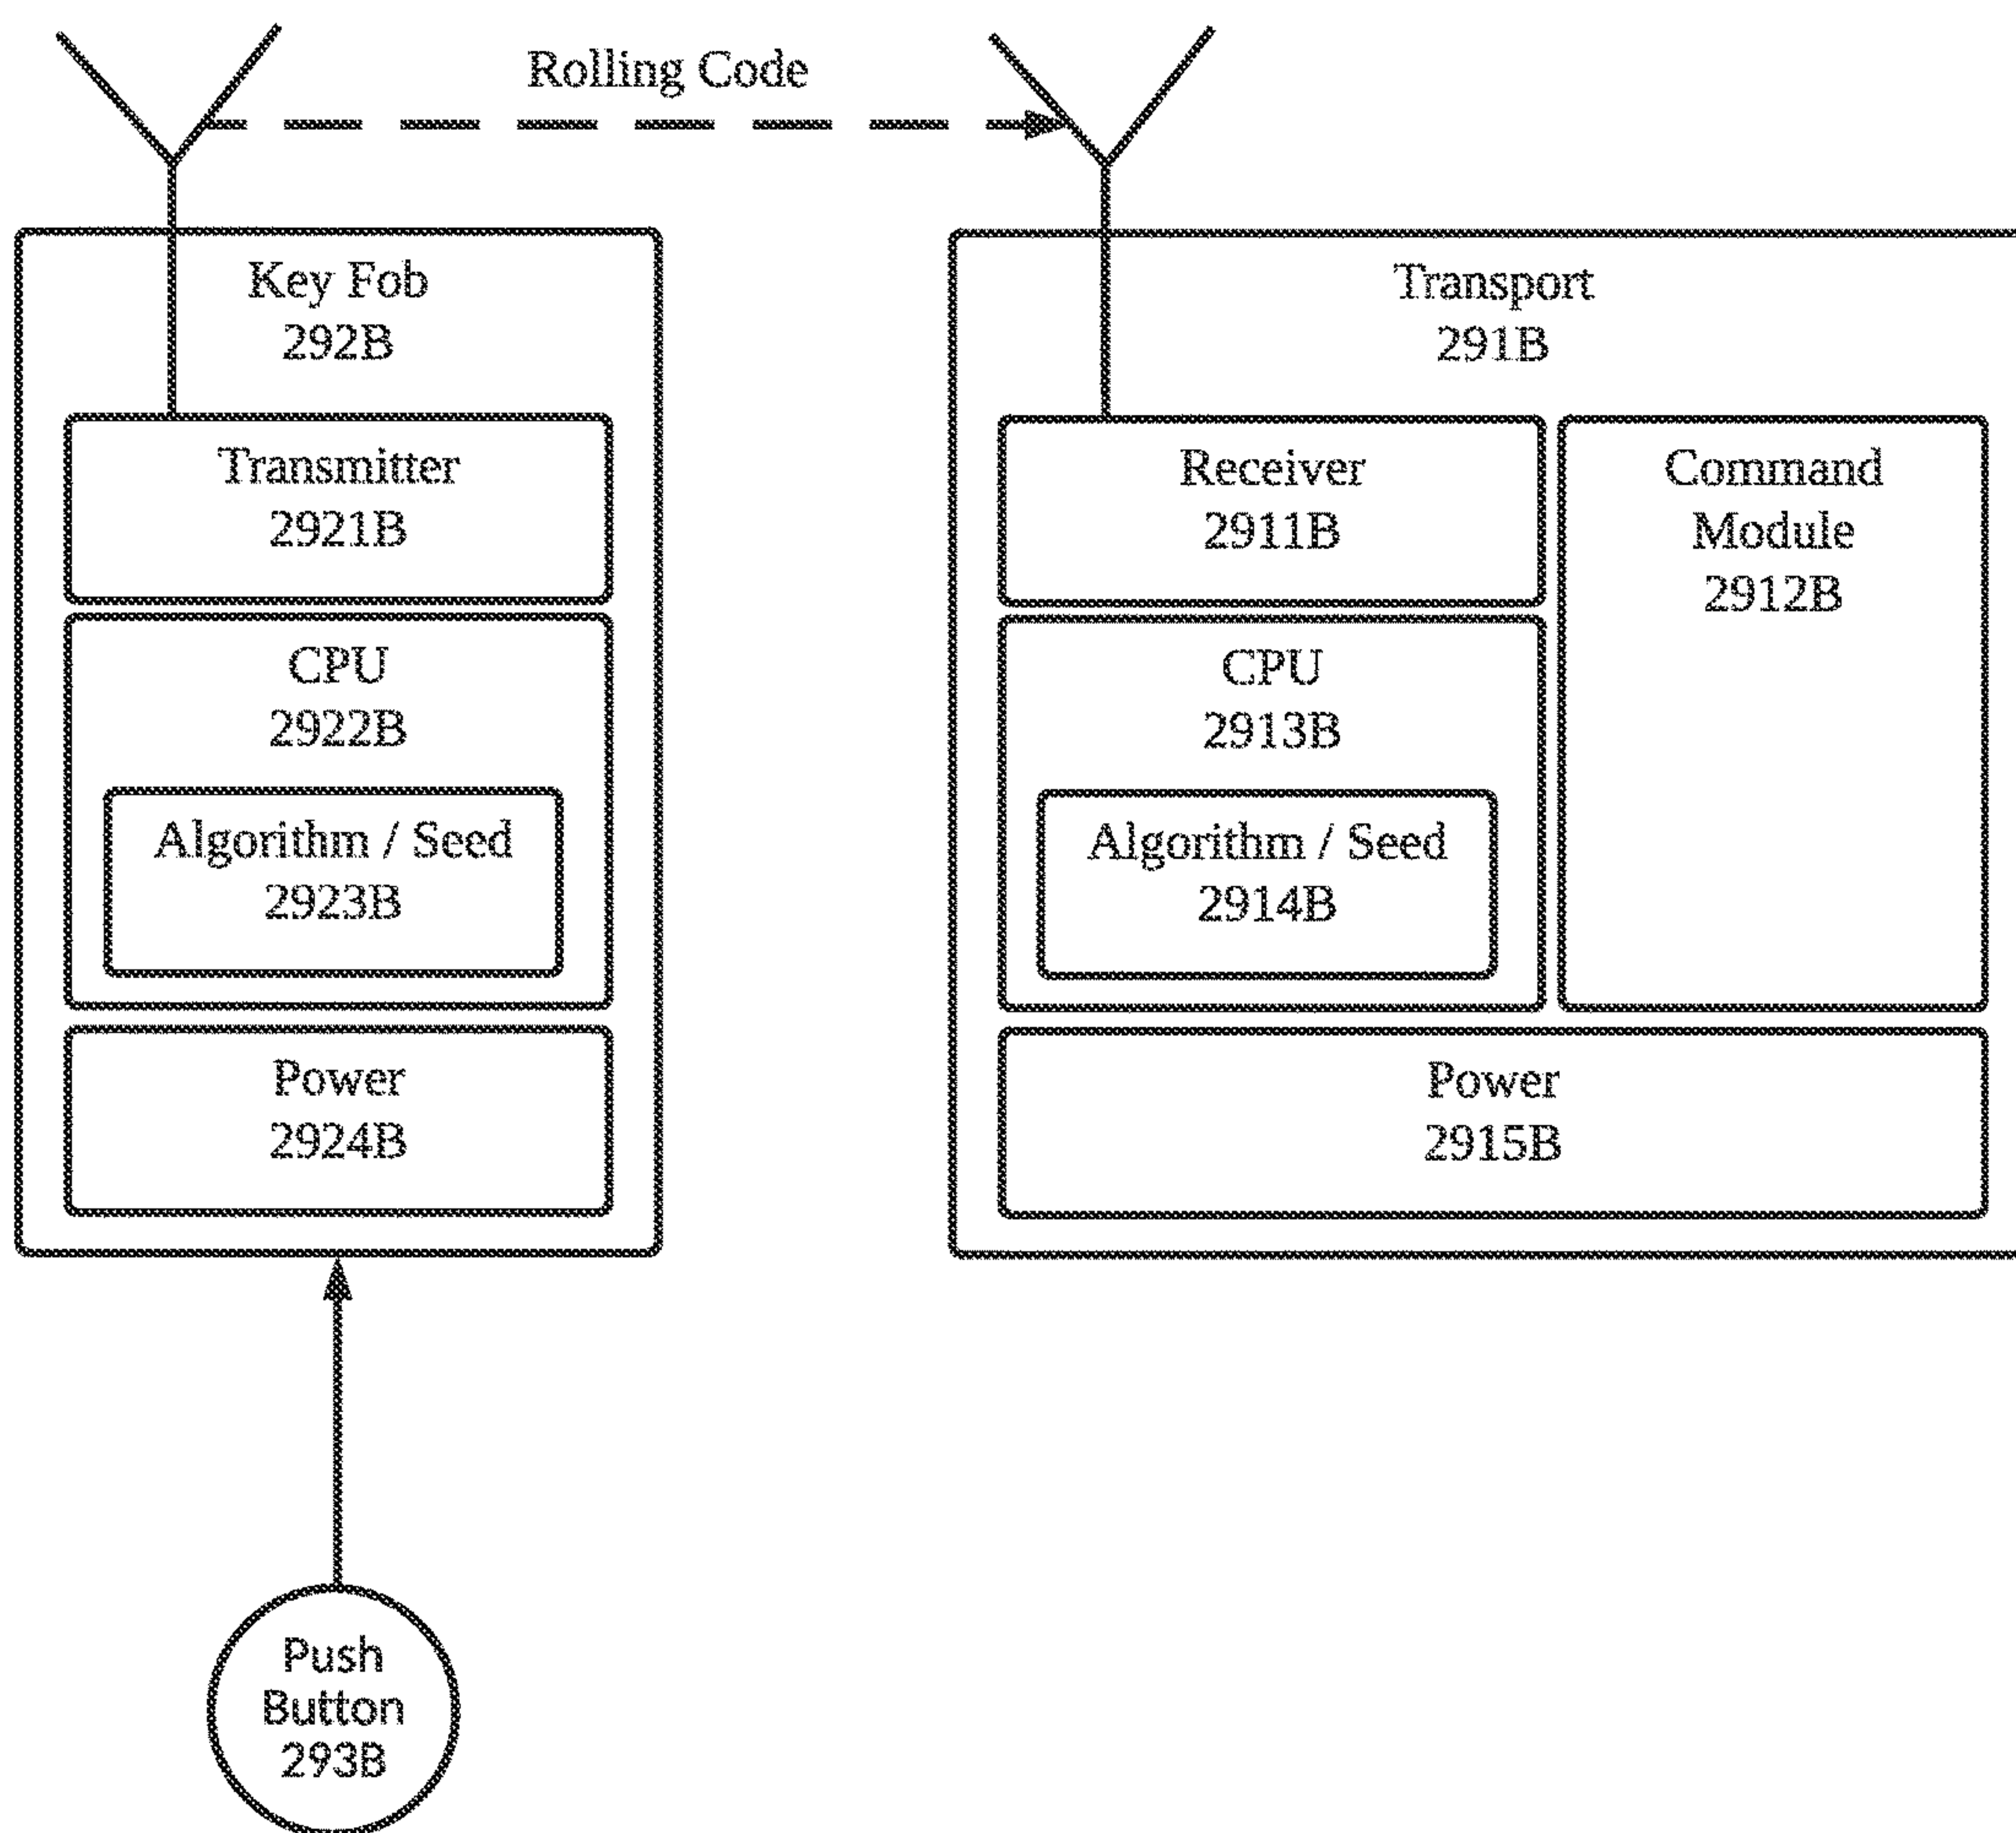 Rolling Code
Key Fob
292B
Transmitter
2921B
CPU
2922B
Algorithm / Seed
2923B
Power
2924B
Transport
291B
Receiver
2911B
Command
Module
2912B
CPU
2913B
Algorithm / Seed
2914B
Power
2915B
Push
Button
293B